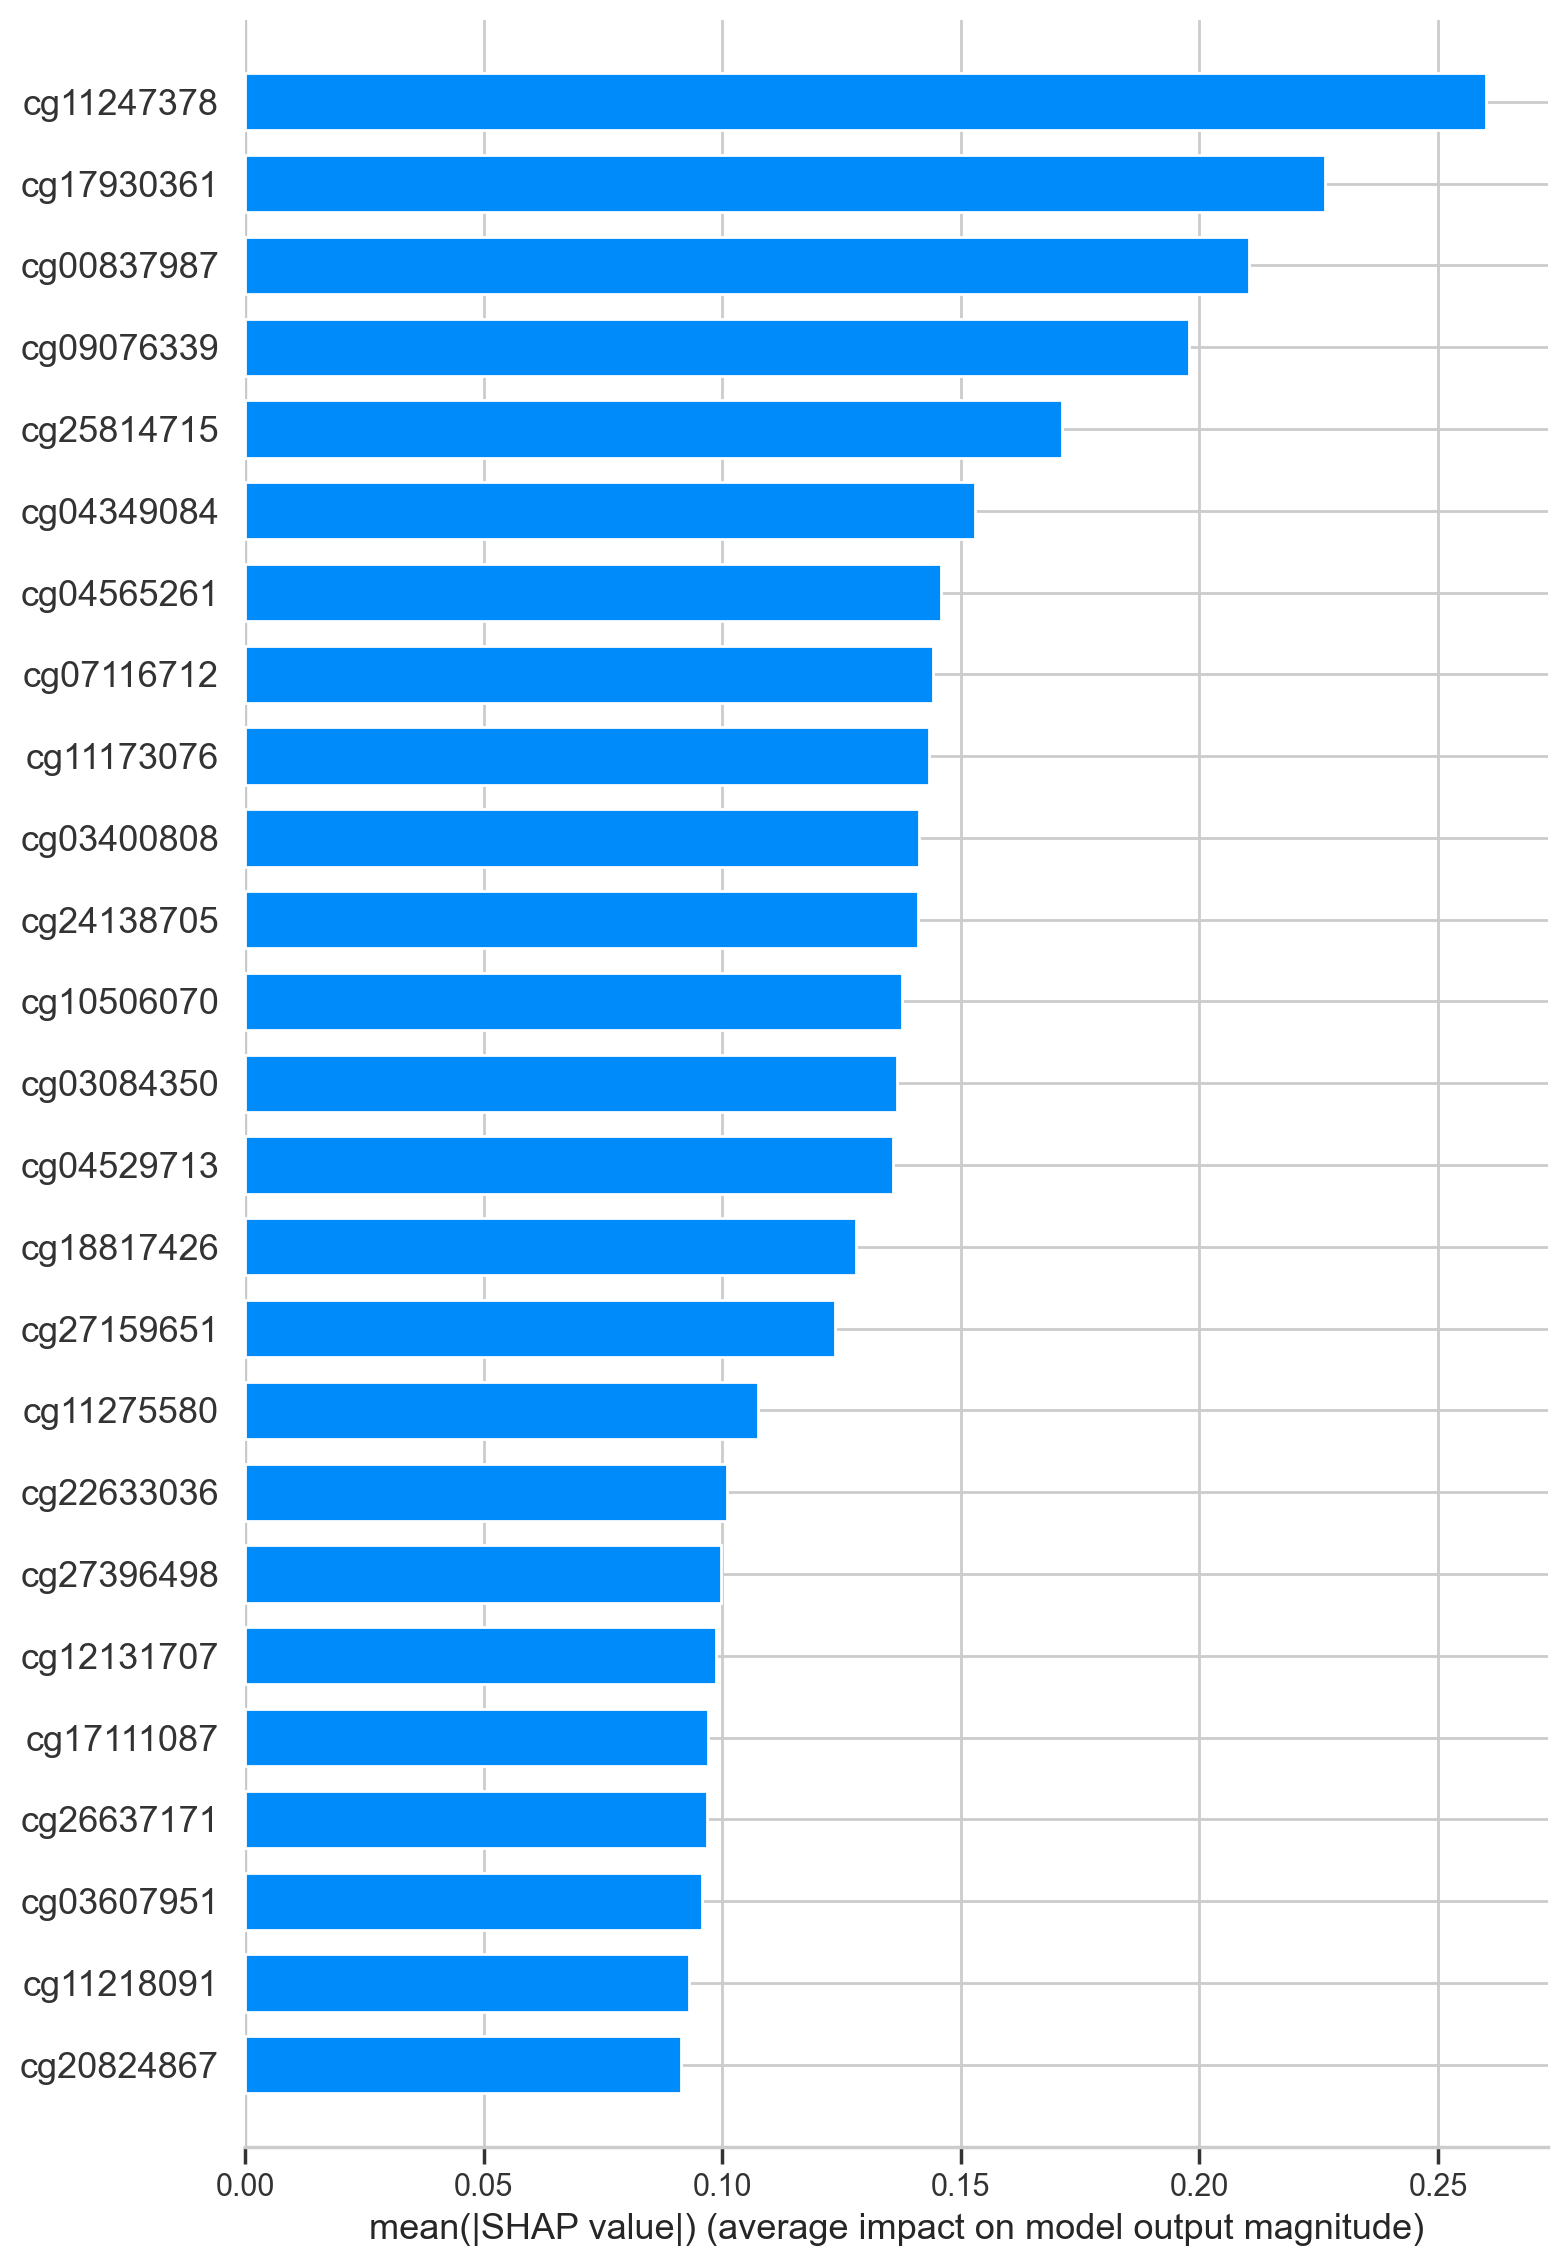 cg11247378
cg17930361
cg00837987
cg09076339
cg25814715
cg04349084
cg04565261
cg07116712
cg11173076
cg03400808
cg24138705
cg10506070
cg03084350
cg04529713
cg18817426
cg27159651
cg11275580
cg22633036
cg27396498
cg12131707
cg17111087
cg26637171
cg03607951
cg11218091
cg20824867
0.00 0.05 0.10 0.15 0.20 0.25
mean(|SHAP value|) (average impact on model output magnitude)